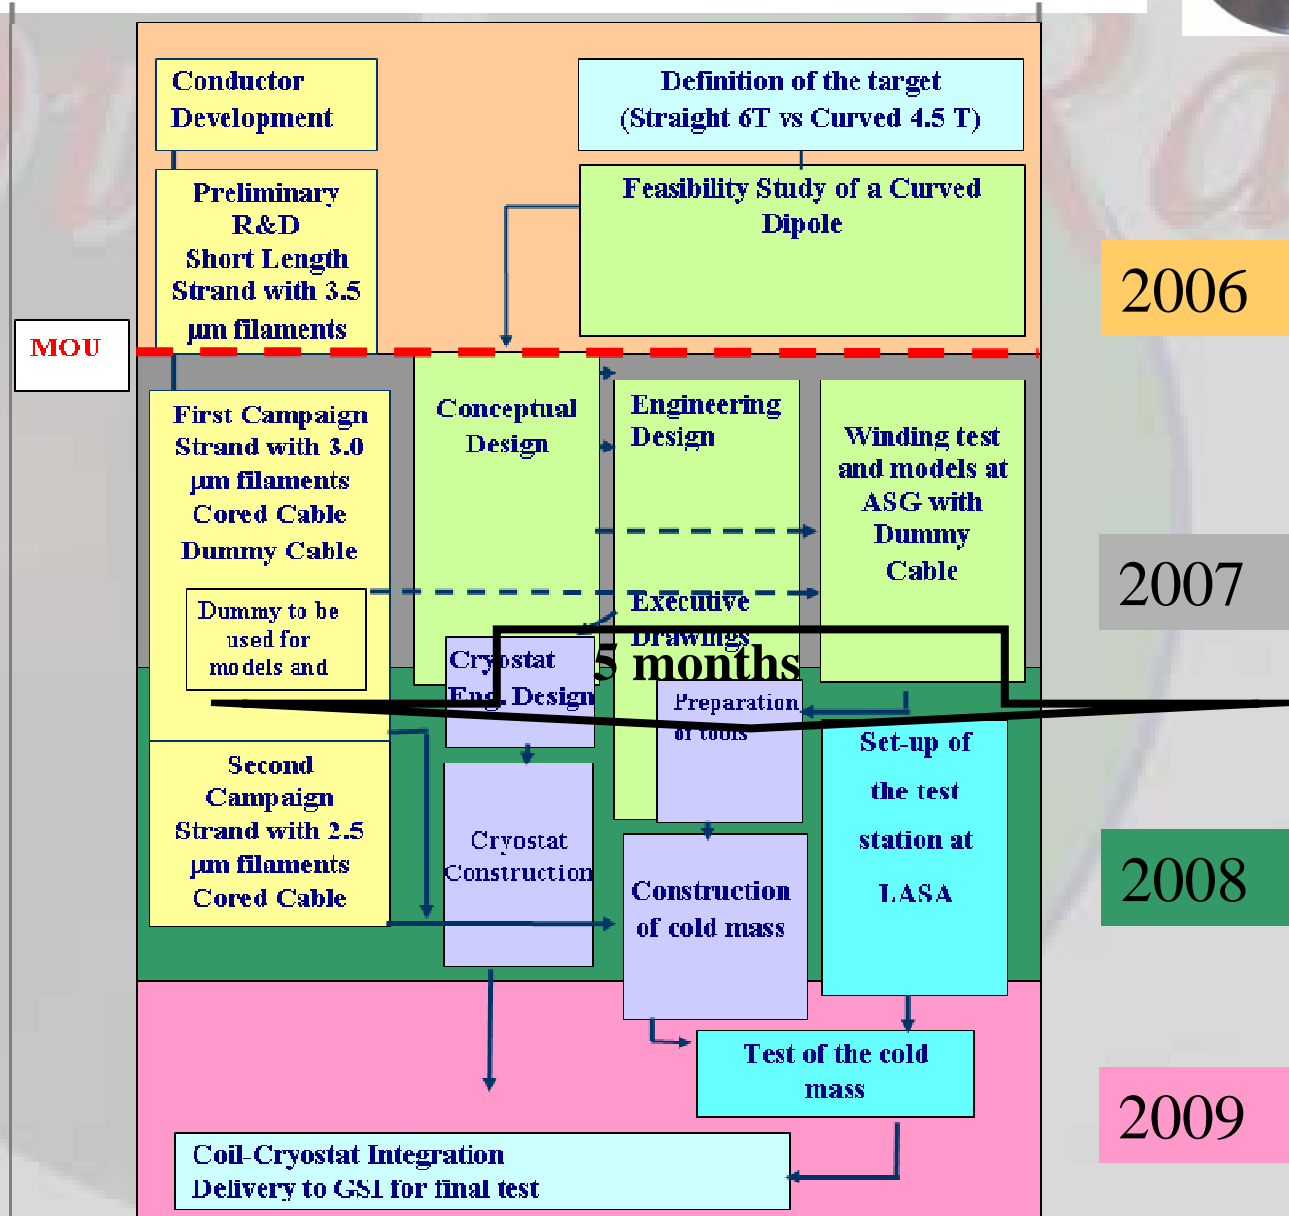 Conductor
Development
Definition of the target
(Straight 6T vs Curved 4.5 T)
Preliminary
R&D
Short Length
Strand with 3.5
µm filaments
Feasibility Study of a Curved
Dipole
2006
MOU
First Campaign
Strand with 3.0
µm filaments
Cored Cable
Dummy Cable
Dummy to be
used for
models and
Conceptual
Design
Engineering
Design
Executive
Drawings
Winding test
and models at
ASG with
Dummy
Cable
2007
5 months
Cryostat
Eng. Design
Preparation
of tools
Set-up of
the test
station at
LASA
Second
Campaign
Strand with 2.5
µm filaments
Cored Cable
Cryostat
Construction
Construction
of cold mass
2008
Test of the cold
mass
2009
Coil-Cryostat Integration
Delivery to GSI for final test